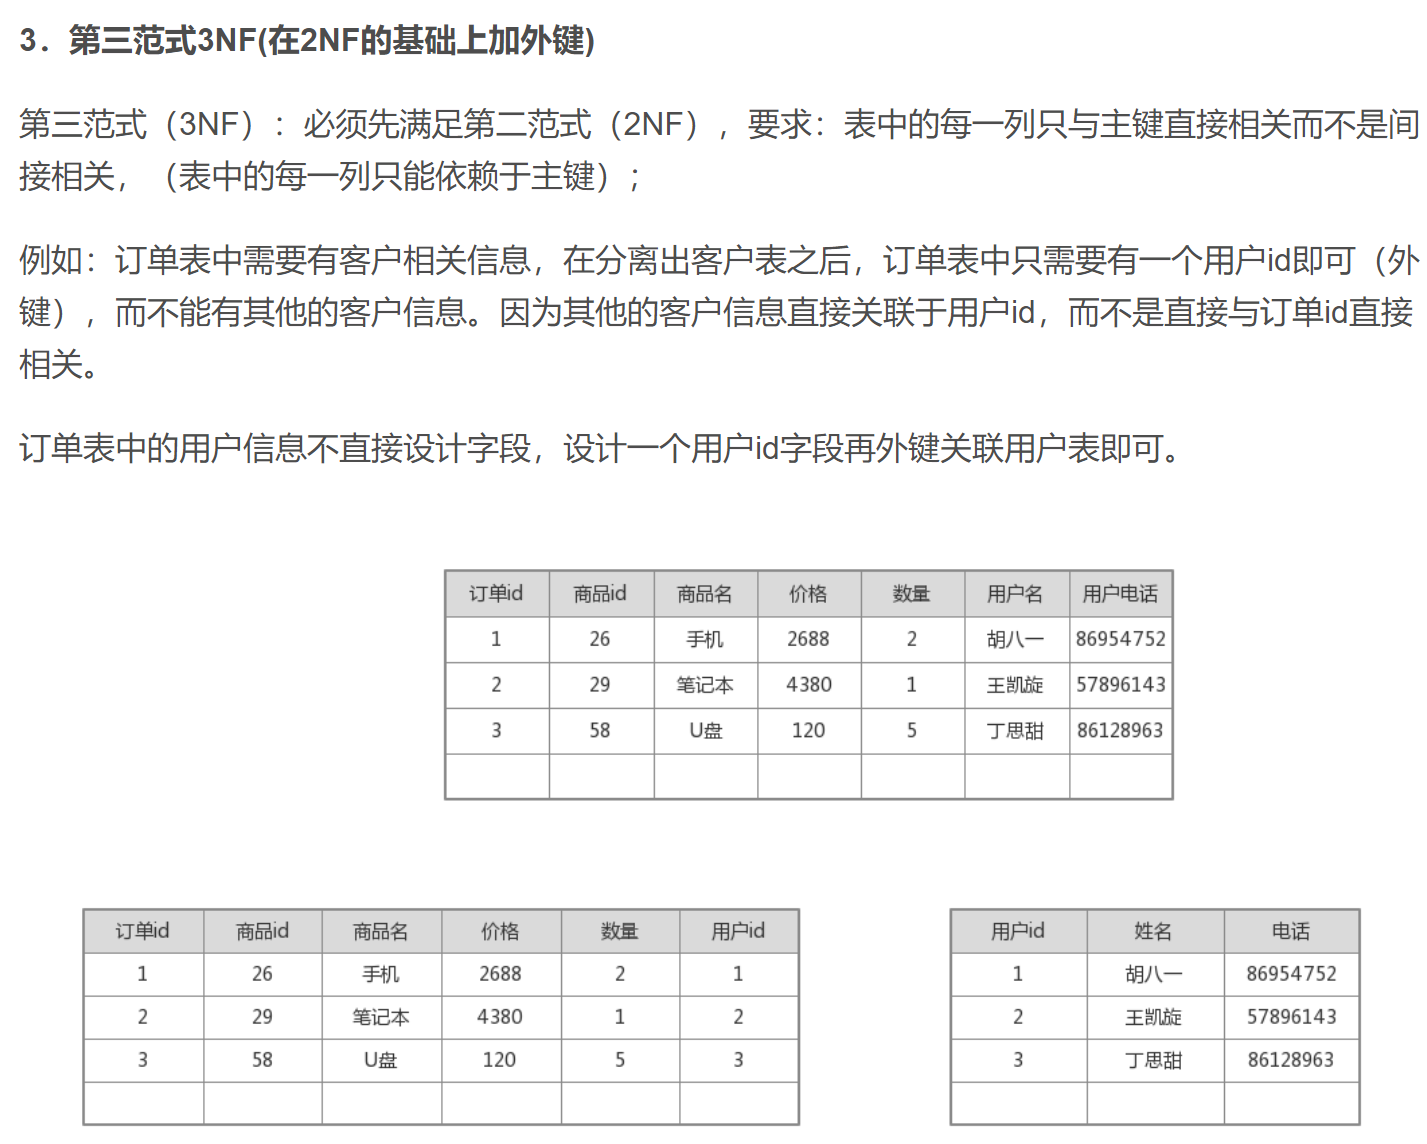 3．第三范式3NF(在2NF的基础上加外键)
第三范式（3NF）：必须先满足第二范式（2NF），要求：表中的每一列只与主键直接相关而不是间
接相关，（表中的每一列只能依赖于主键）；
例如：订单表中需要有客户相关信息，在分离出客户表之后，订单表中只需要有一个用户id即可（外
键），而不能有其他的客户信息。因为其他的客户信息直接关联于用户id，而不是直接与订单id直接
相关。
订单表中的用户信息不直接设计字段，设计一个用户id字段再外键关联用户表即可。
订单id 商品id 商品名 价格 数量 用户名 用户电话
1 26 手机 2688 2 胡八一 86954752
2 29 笔记本 4380 1 王凯旋 57896143
3 58 U盘 120 5 丁思甜 86128963
订单id 商品id 商品名 价格 数量 用户id
1 26 手机 2688 2 1
2 29 笔记本 4380 1 2
3 58 U盘 120 5 3
用户id 姓名 电话
1 胡八一 86954752
2 王凯旋 57896143
3 丁思甜 86128963